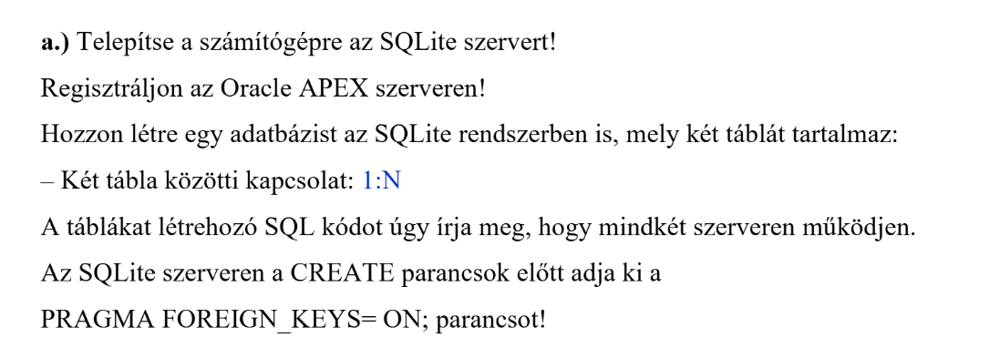 a.) Telepítse a számítógépre az SQLite szervert!
Regisztráljon az Oracle APEX szerveren!
Hozzon létre egy adatbázist az SQLite rendszerben is, mely két táblát tartalmaz:
– Két tábla közötti kapcsolat: 1:N
A táblákat létrehozó SQL kódot úgy írja meg, hogy mindkét szerveren működjen.
Az SQLite szerveren a CREATE parancsok előtt adja ki a
PRAGMA FOREIGN_KEYS= ON; parancsot!